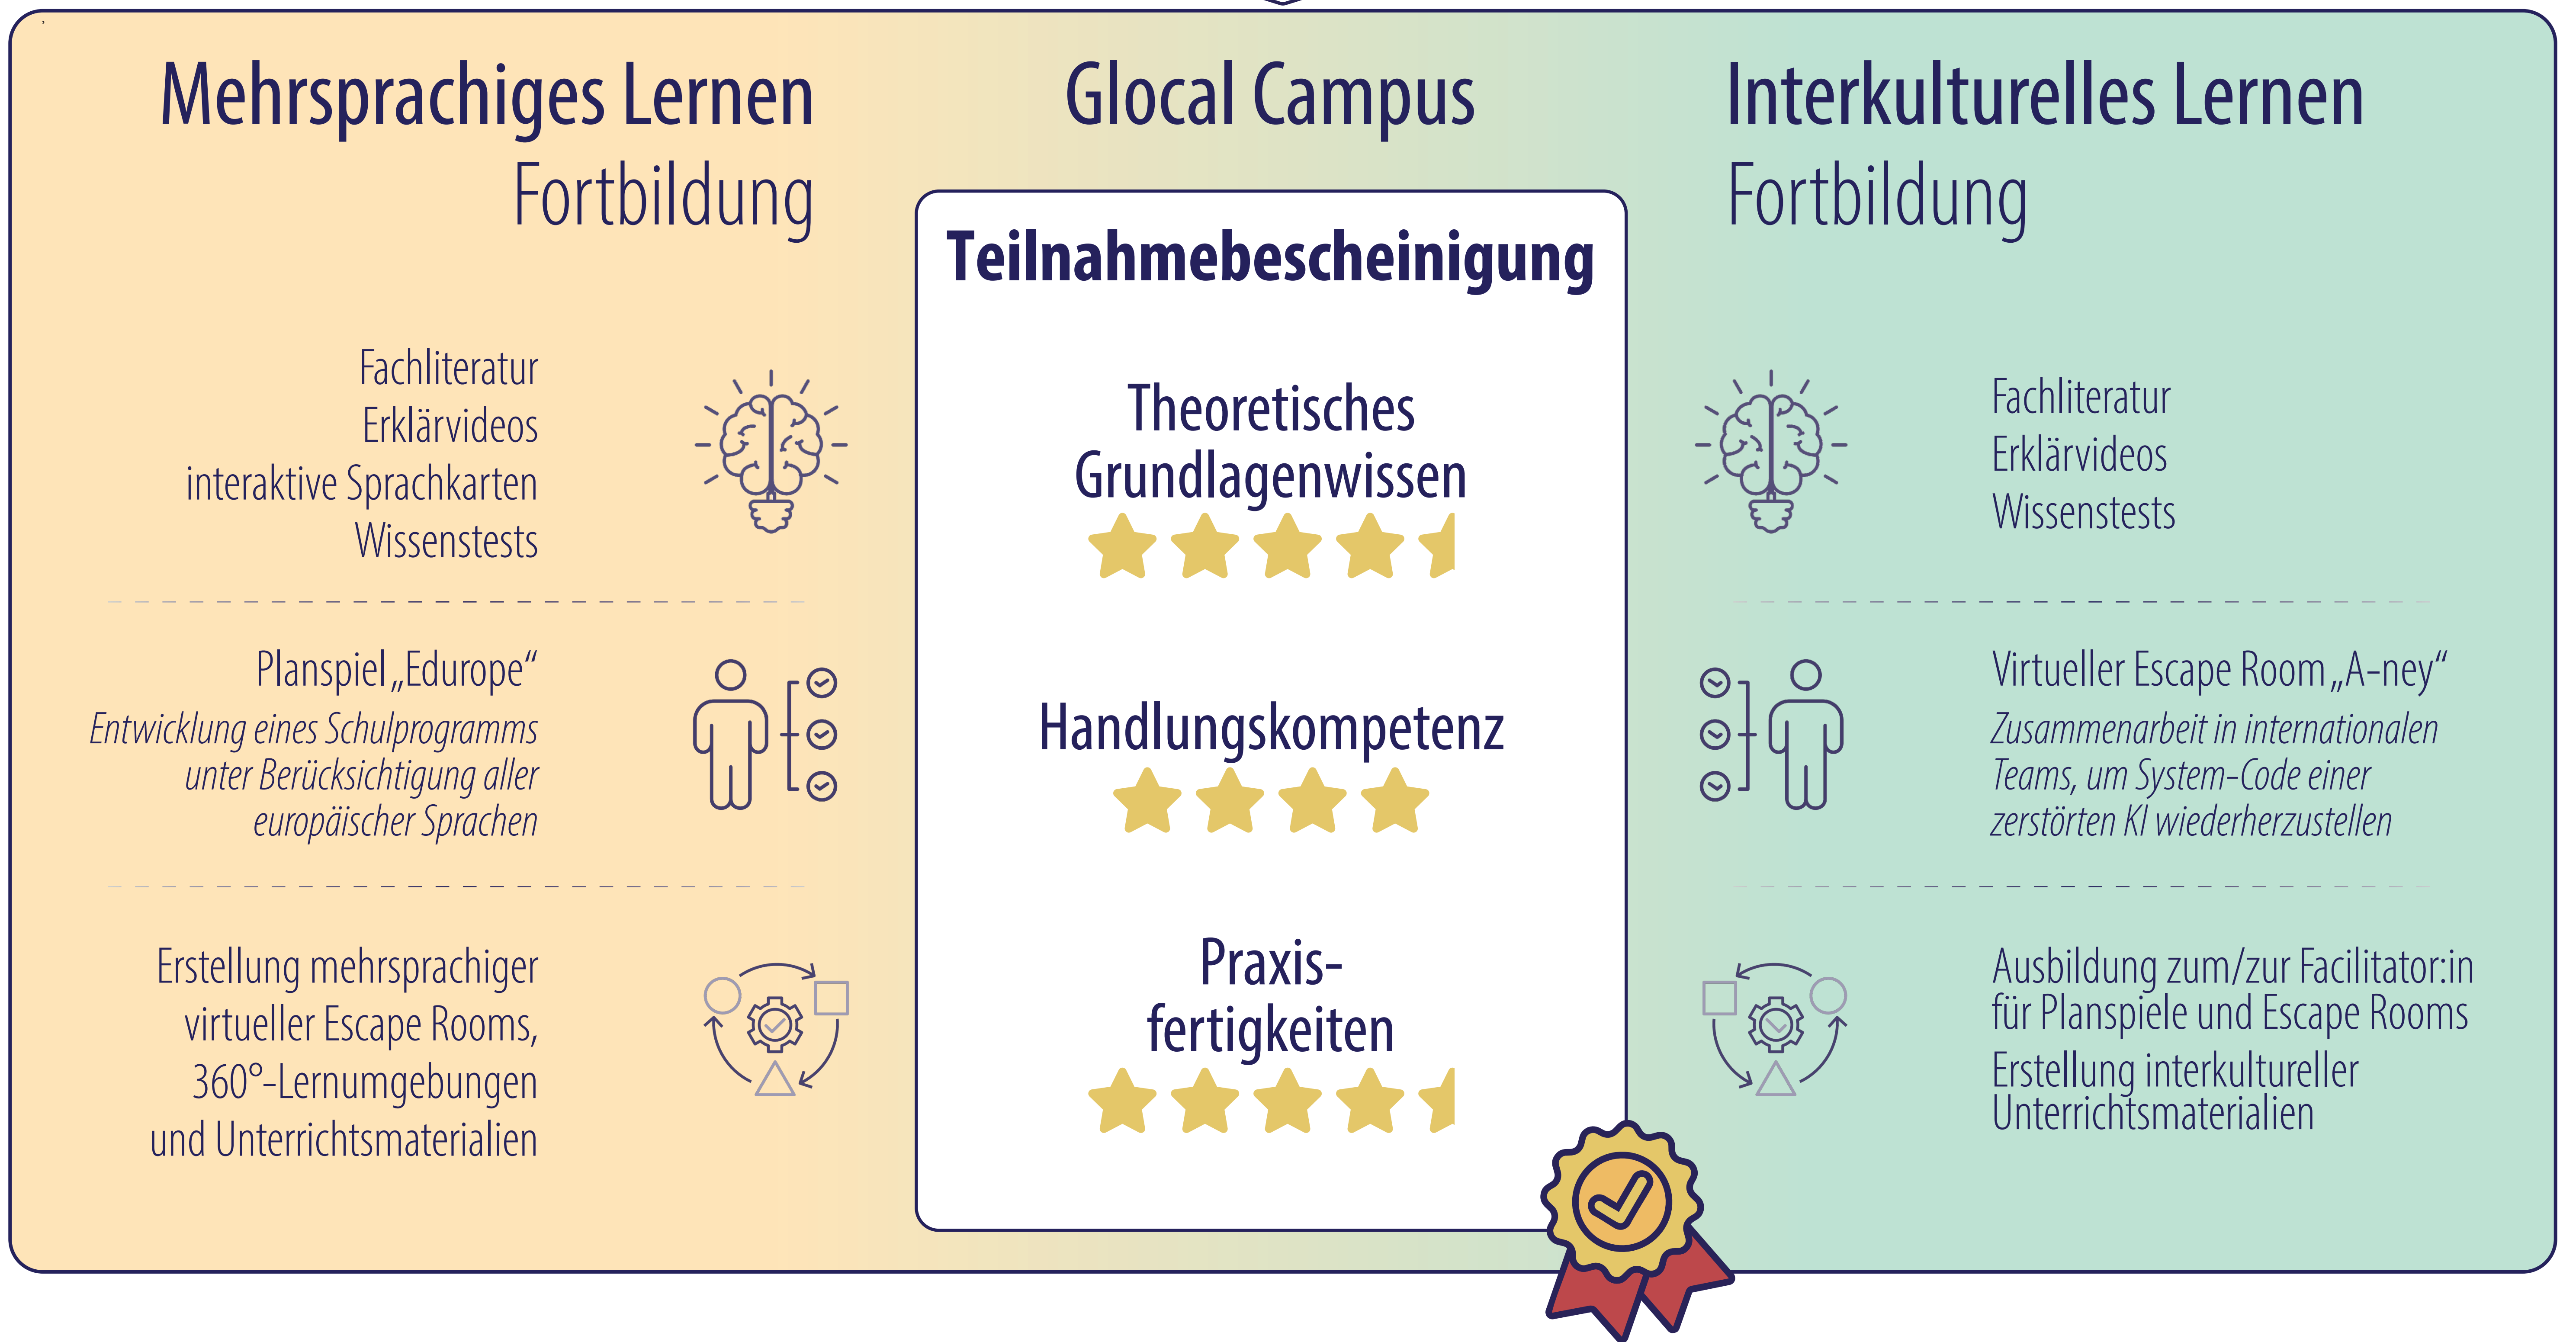 Mehrsprachiges Lernen
Fortbildung
Fachliteratur
Erklärvideos
interaktive Sprachkarten
Wissenstests
Planspiel „Edurope“
Entwicklung eines Schulprogramms
unter Berücksichtigung aller
europäischer Sprachen
Erstellung mehrsprachiger
virtueller Escape Rooms,
360°-Lernumgebungen
und Unterrichtsmaterialien
Glocal Campus
Teilnahmebescheinigung
Theoretisches
Grundlagenwissen
Handlungskompetenz
Praxis-
fertigkeiten
Interkulturelles Lernen
Fortbildung
Fachliteratur
Erklärvideos
Wissenstests
Virtueller Escape Room „A-ney“
Zusammenarbeit in internationalen
Teams, um System-Code einer
zerstörten KI wiederherzustellen
Ausbildung zum/zur Facilitator:in
für Planspiele und Escape Rooms
Erstellung interkultureller
Unterrichtsmaterialien